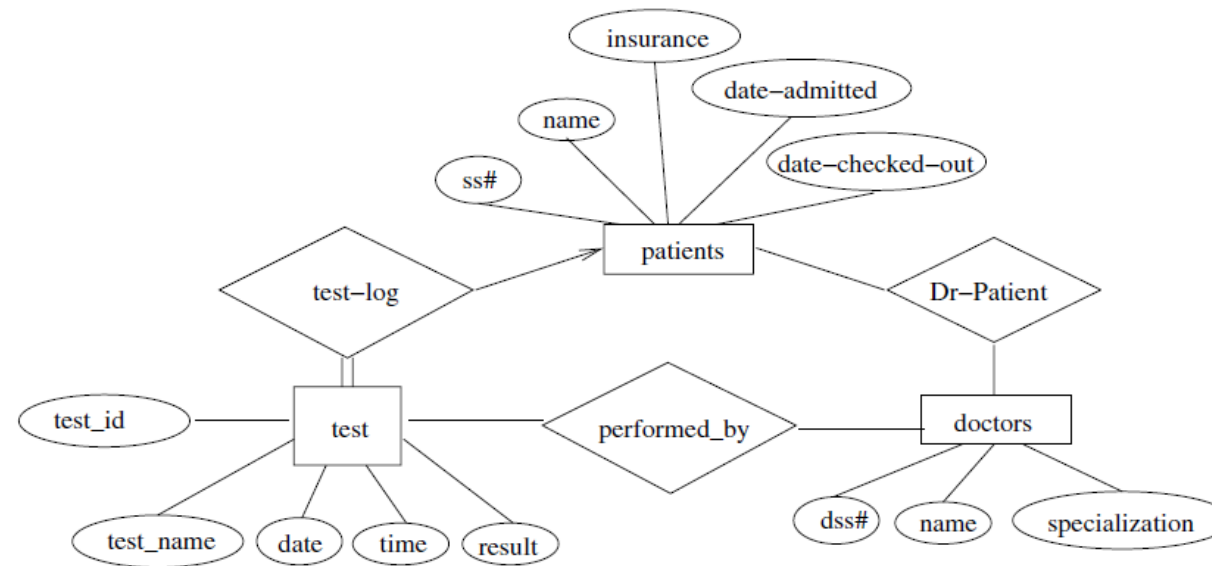 insurance
date-admitted
name
date-checked-out
ss#
patients
test-log
Dr-Patient
test_id
test
performed_by
doctors
test_name
date
time
result
dss#
name
specialization